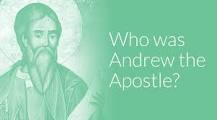 Who was
Andrew the
Apostle?